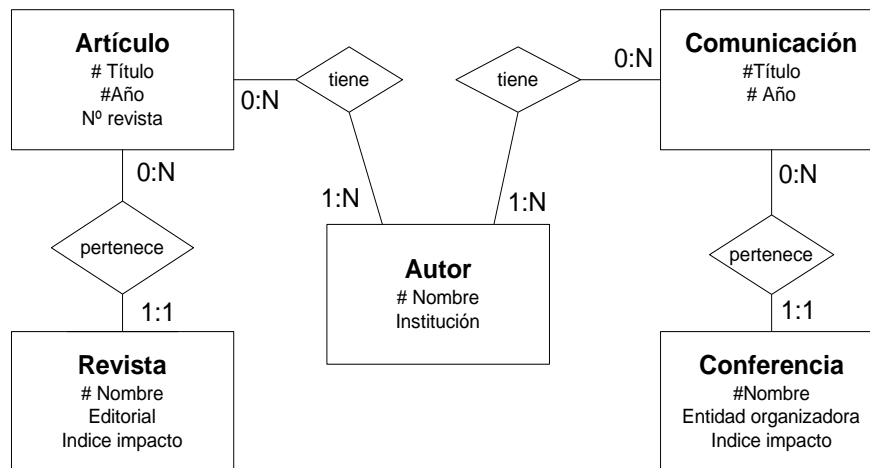 Artículo
# Título
#Año
Nº revista
tiene
0:N
tiene
0:N
Comunicación
#Título
# Año
0:N
pertenece
1:1
1:N
1:N
0:N
pertenece
1:1
Autor
# Nombre
Institución
Revista
# Nombre
Editorial
Indice impacto
Conferencia
#Nombre
Entidad organizadora
Indice impacto